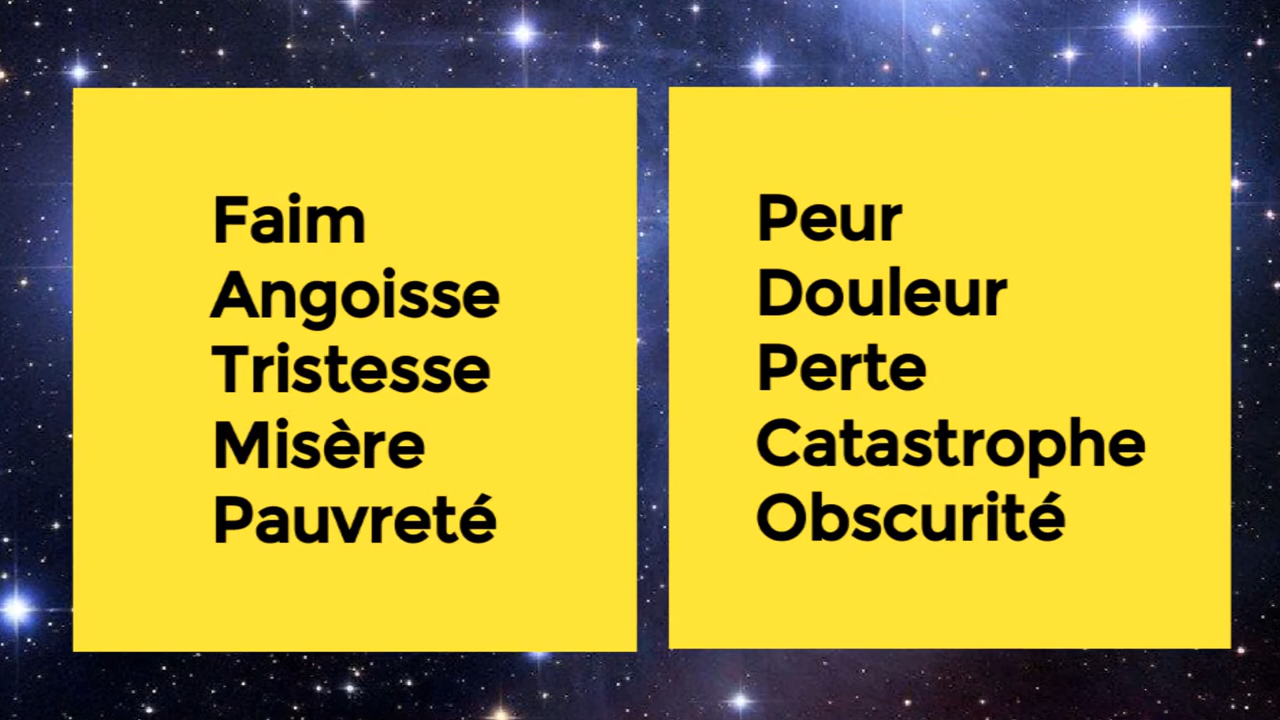 Faim
Angoisse
Tristesse
Misère
Pauvreté
Peur
Douleur
Perte
Catastrophe
Obscurité